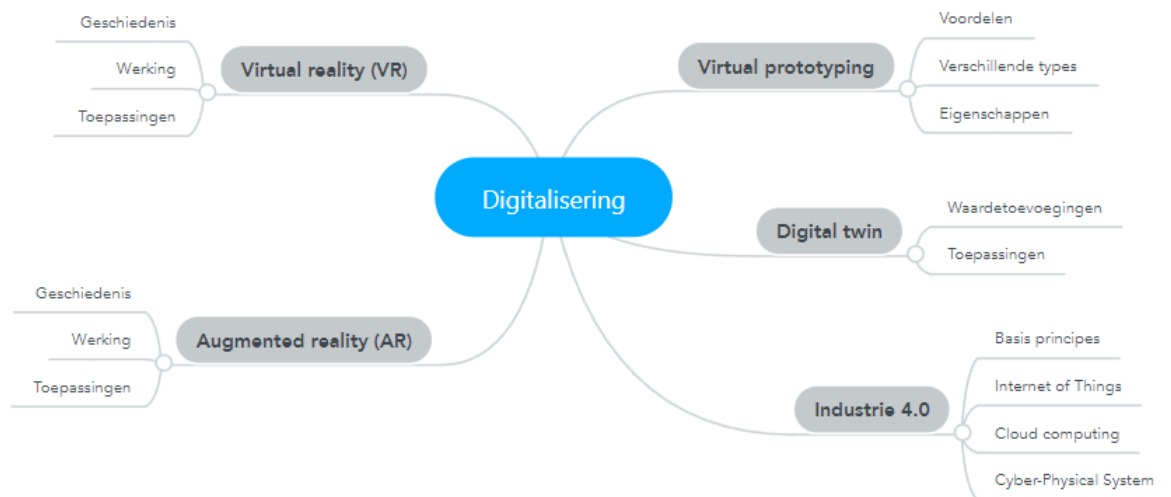 Digitalisering
Virtual reality (VR)
Geschiedenis
Werking
Toepassingen
Augmented reality (AR)
Geschiedenis
Werking
Toepassingen
Virtual prototyping
Voordelen
Verschillende types
Eigenschappen
Digital twin
Waardetoevoegingen
Toepassingen
Industrie 4.0
Basis principes
Internet of Things
Cloud computing
Cyber-Physical System